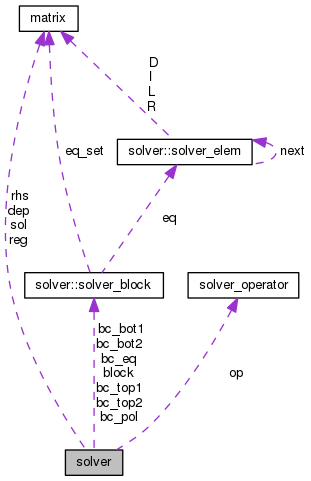 matrix
D
I
L
R
eq_set
solver::solver_elem
next
rhs
dep
sol
reg
eq
solver::solver_block
solver_operator
bc_bot1
bc_bot2
bc_eq
block
bc_top1
bc_top2
bc_pol
op
solver